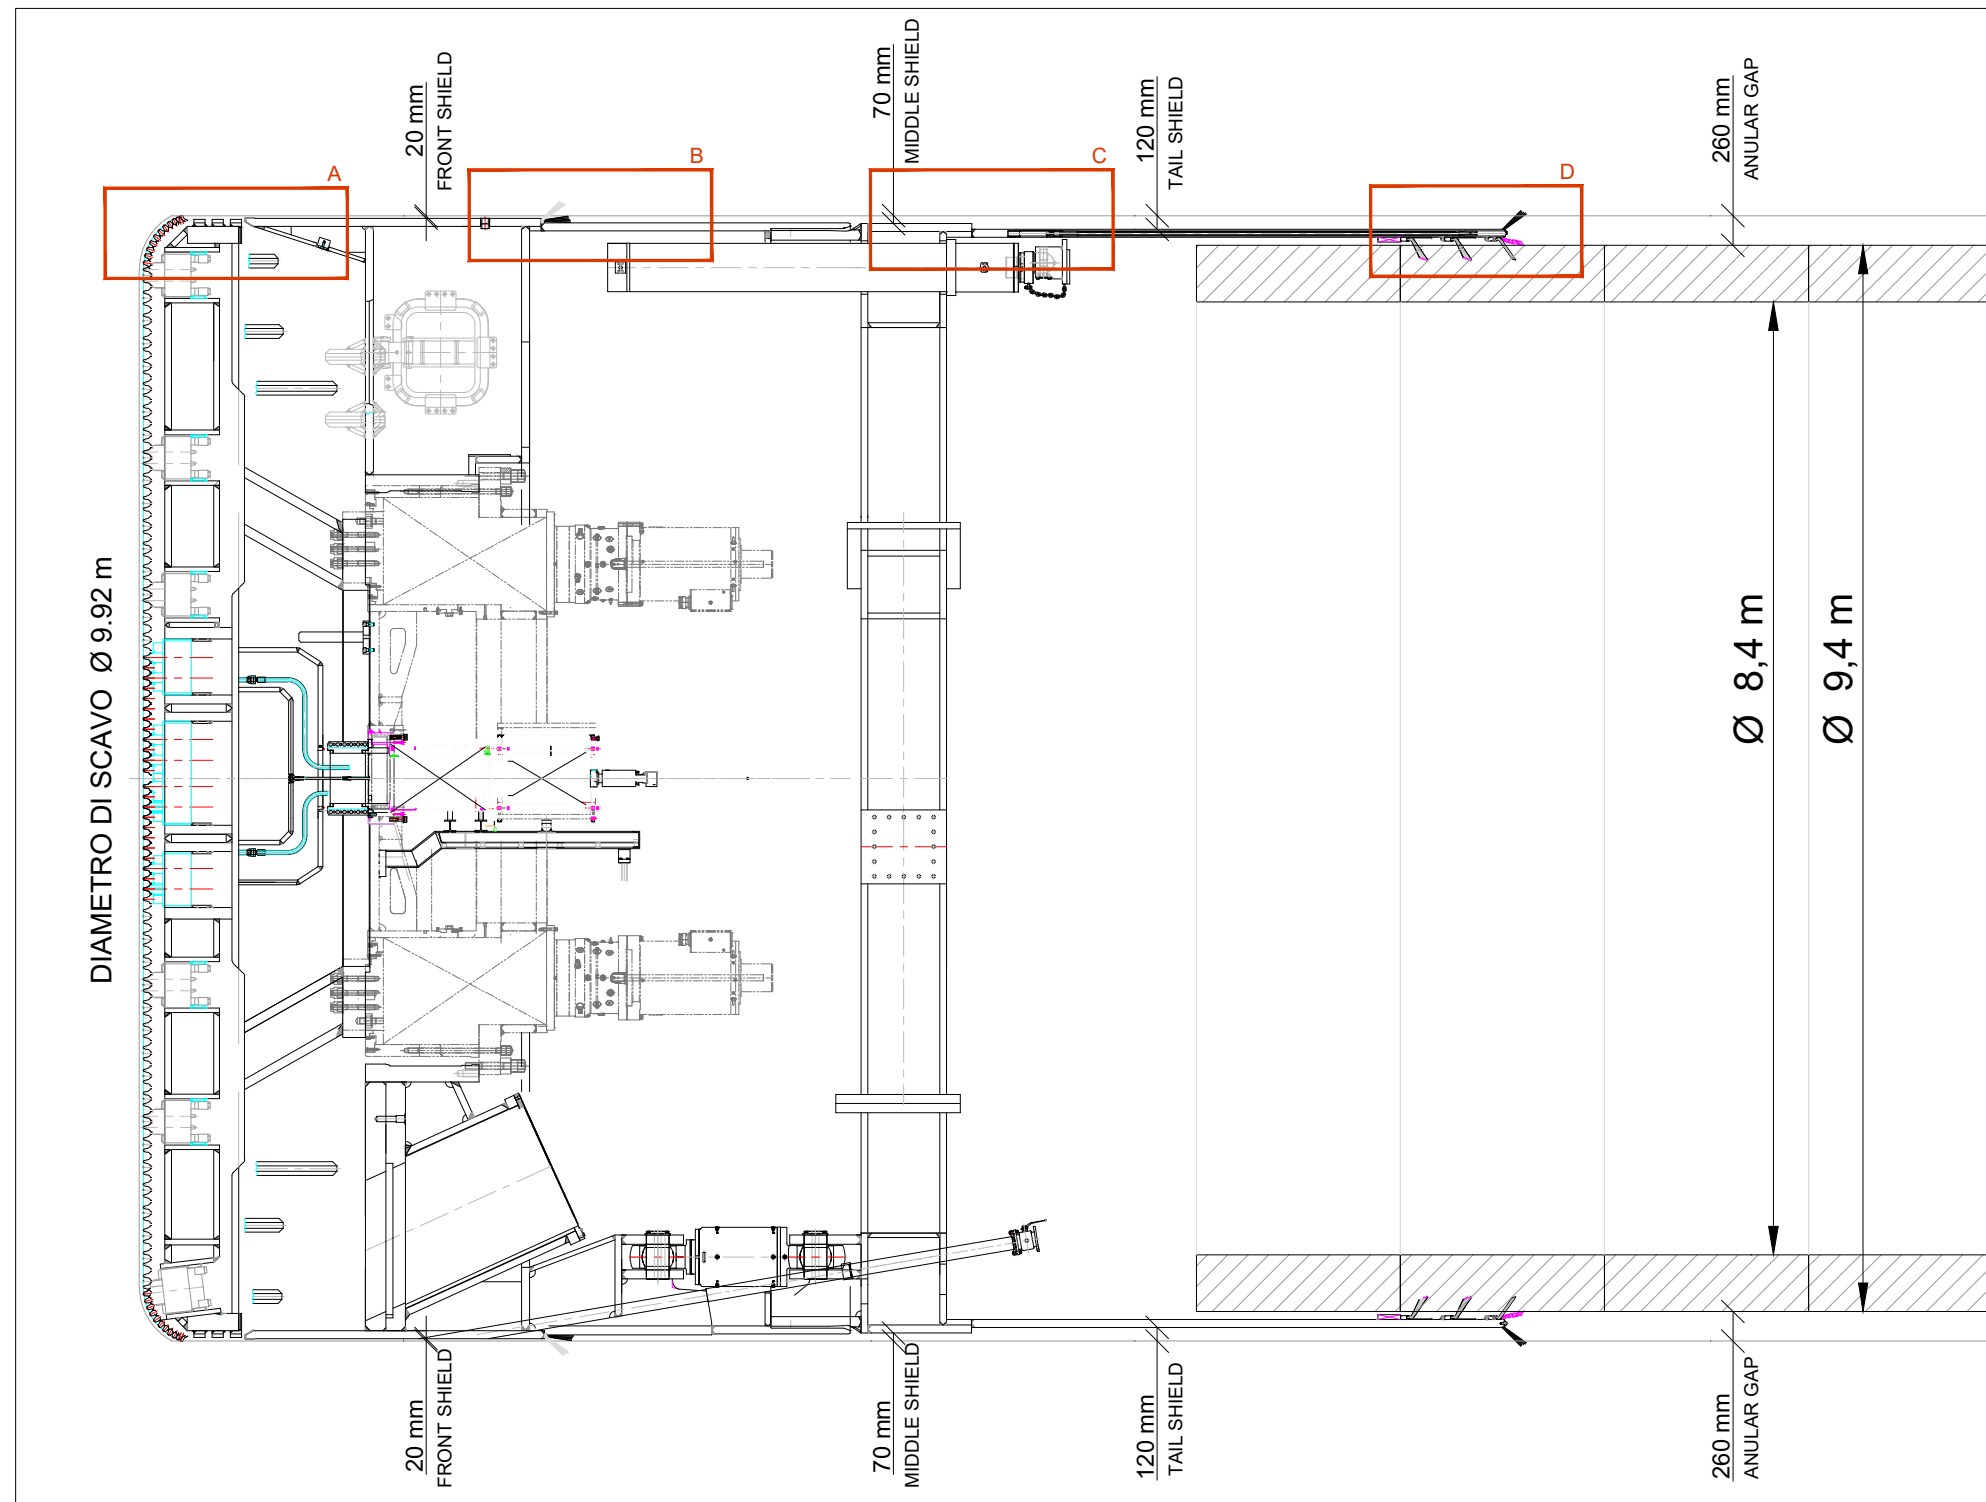 20 mm
FRONT SHIELD
70 mm
MIDDLE SHIELD
120 mm
TAIL SHIELD
260 mm
ANULAR GAP
A
B
C
D
DIAMETRO DI SCAVO Ø 9.92 m
Ø 8,4 m
Ø 9,4 m
20 mm
FRONT SHIELD
70 mm
MIDDLE SHIELD
120 mm
TAIL SHIELD
260 mm
ANULAR GAP